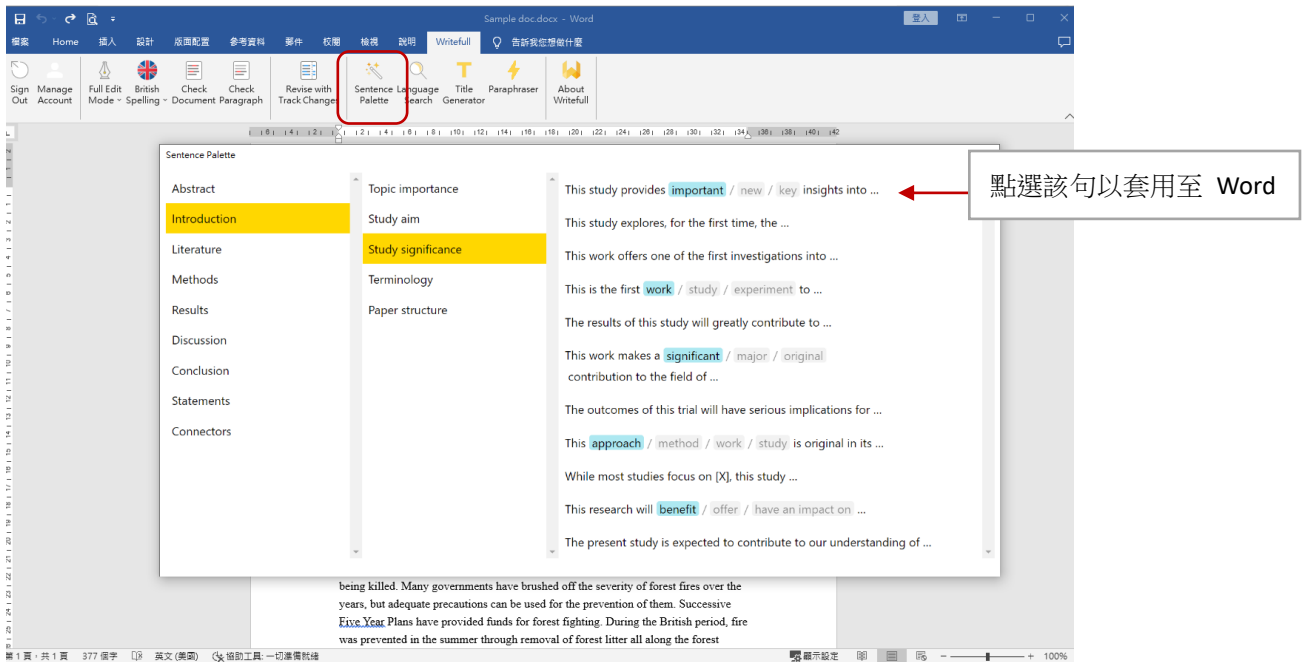 Sample doc.docx - Word
登入
檔案 Home 插入 設計 版面配置 參考資料 郵件 校閱 檢視 說明 Writefull 告訴我您想做什麼
Sign Out
Manage Account
Full Edit Mode
British Spelling
Check Document
Check Paragraph
Revise with Track Changes
Sentence Palette
Language Search
Title Generator
Paraphraser
About Writefull
Sentence Palette
Abstract
Introduction
Literature
Methods
Results
Discussion
Conclusion
Statements
Connectors
Topic importance
Study aim
Study significance
Terminology
Paper structure
This study provides important / new / key insights into ...
This study explores, for the first time, the ...
This work offers one of the first investigations into ...
This is the first work / study / experiment to ...
The results of this study will greatly contribute to ...
This work makes a significant / major / original
contribution to the field of ...
The outcomes of this trial will have serious implications for ...
This approach / method / work / study is original in its ...
While most studies focus on [X], this study ...
This research will benefit / offer / have an impact on ...
The present study is expected to contribute to our understanding of ...
點選該句以套用至 Word
being killed. Many governments have brushed off the severity of forest fires over the
years, but adequate precautions can be used for the prevention of them. Successive
Five Year Plans have provided funds for forest fighting. During the British period, fire
was prevented in the summer through removal of forest litter all along the forest
第 1 頁，共 1 頁 377 個字 英文 (美國) 協助工具: 一切準備就緒 顯示設定 100%